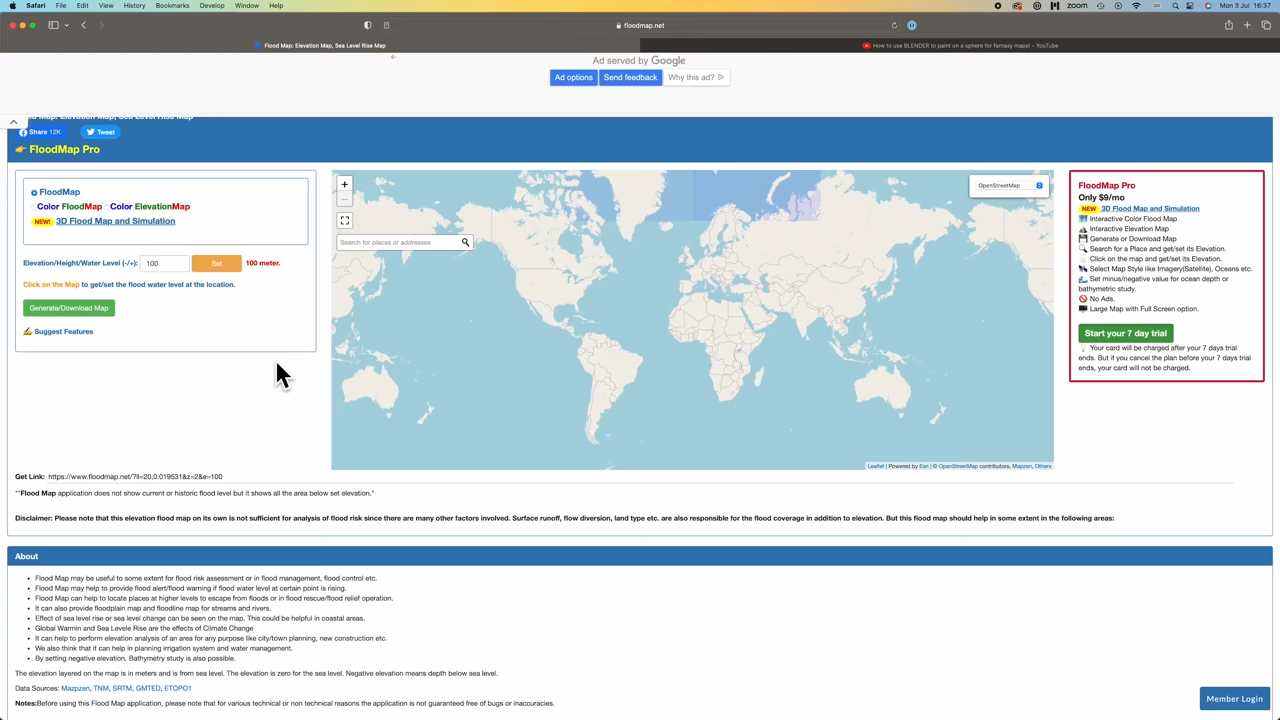 Safari File Edit View History Bookmarks Develop Window Help
zoom Mon 3 Jul 16:37
floodmap.net
Flood Map: Elevation Map, Sea Level Rise Map
How to use BLENDER to paint on a sphere for fantasy maps! - YouTube
Ad served by Google
Ad options Send feedback Why this ad?
Map: Elevation Map, Sea Level Rise Map
Share 12K Tweet
FloodMap Pro
FloodMap
Color FloodMap Color ElevationMap
NEW! 3D Flood Map and Simulation
Elevation/Height/Water Level (-/+): 100 Set 100 meter.
Click on the Map to get/set the flood water level at the location.
Generate/Download Map
Suggest Features
+
−
Search for places or addresses
OpenStreetMap
Leaflet | Powered by Esri | © OpenStreetMap contributors, Mapzen, Others
FloodMap Pro
Only $9/mo
NEW 3D Flood Map and Simulation
Interactive Color Flood Map
Interactive Elevation Map
Generate or Download Map
Search for a Place and get/set its Elevation.
Click on the map and get/set its Elevation.
Select Map Style like Imagery(Satellite), Oceans etc.
Set minus/negative value for ocean depth or
bathymetric study.
No Ads.
Large Map with Full Screen option.
Start your 7 day trial
Your card will be charged after your 7 days trial
ends. But if you cancel the plan before your 7 days trial
ends, your card will not be charged.
Get Link: https://www.floodmap.net/?ll=20,0.019531&z=2&e=100
"**Flood Map application does not show current or historic flood level but it shows all the area below set elevation."
Disclaimer: Please note that this elevation flood map on its own is not sufficient for analysis of flood risk since there are many other factors involved. Surface runoff, flow diversion, land type etc. are also responsible for the flood coverage in addition to elevation. But this flood map should help in some extent in the following areas:
About
• Flood Map may be useful to some extent for flood risk assessment or in flood management, flood control etc.
• Flood Map may help to provide flood alert/flood warning if flood water level at certain point is rising.
• Flood Map can help to locate places at higher levels to escape from floods or in flood rescue/flood relief operation.
• It can also provide floodplain map and floodline map for streams and rivers.
• Effect of sea level rise or sea level change can be seen on the map. This could be helpful in coastal areas.
• Global Warmin and Sea Levele Rise are the effects of Climate Change
• It can help to perform elevation analysis of an area for any purpose like city/town planning, new construction etc.
• We also think that it can help in planning irrigation system and water management.
• By setting negative elevation, Bathymetry study is also possible.
The elevation layered on the map is in meters and is from sea level. The elevation is zero for the sea level. Negative elevation means depth below sea level.
Data Sources: Mazpzen, TNM, SRTM, GMTED, ETOPO1
Notes:Before using this Flood Map application, please note that for various technical or non technical reasons the application is not guaranteed free of bugs or inaccuracies.
Member Login